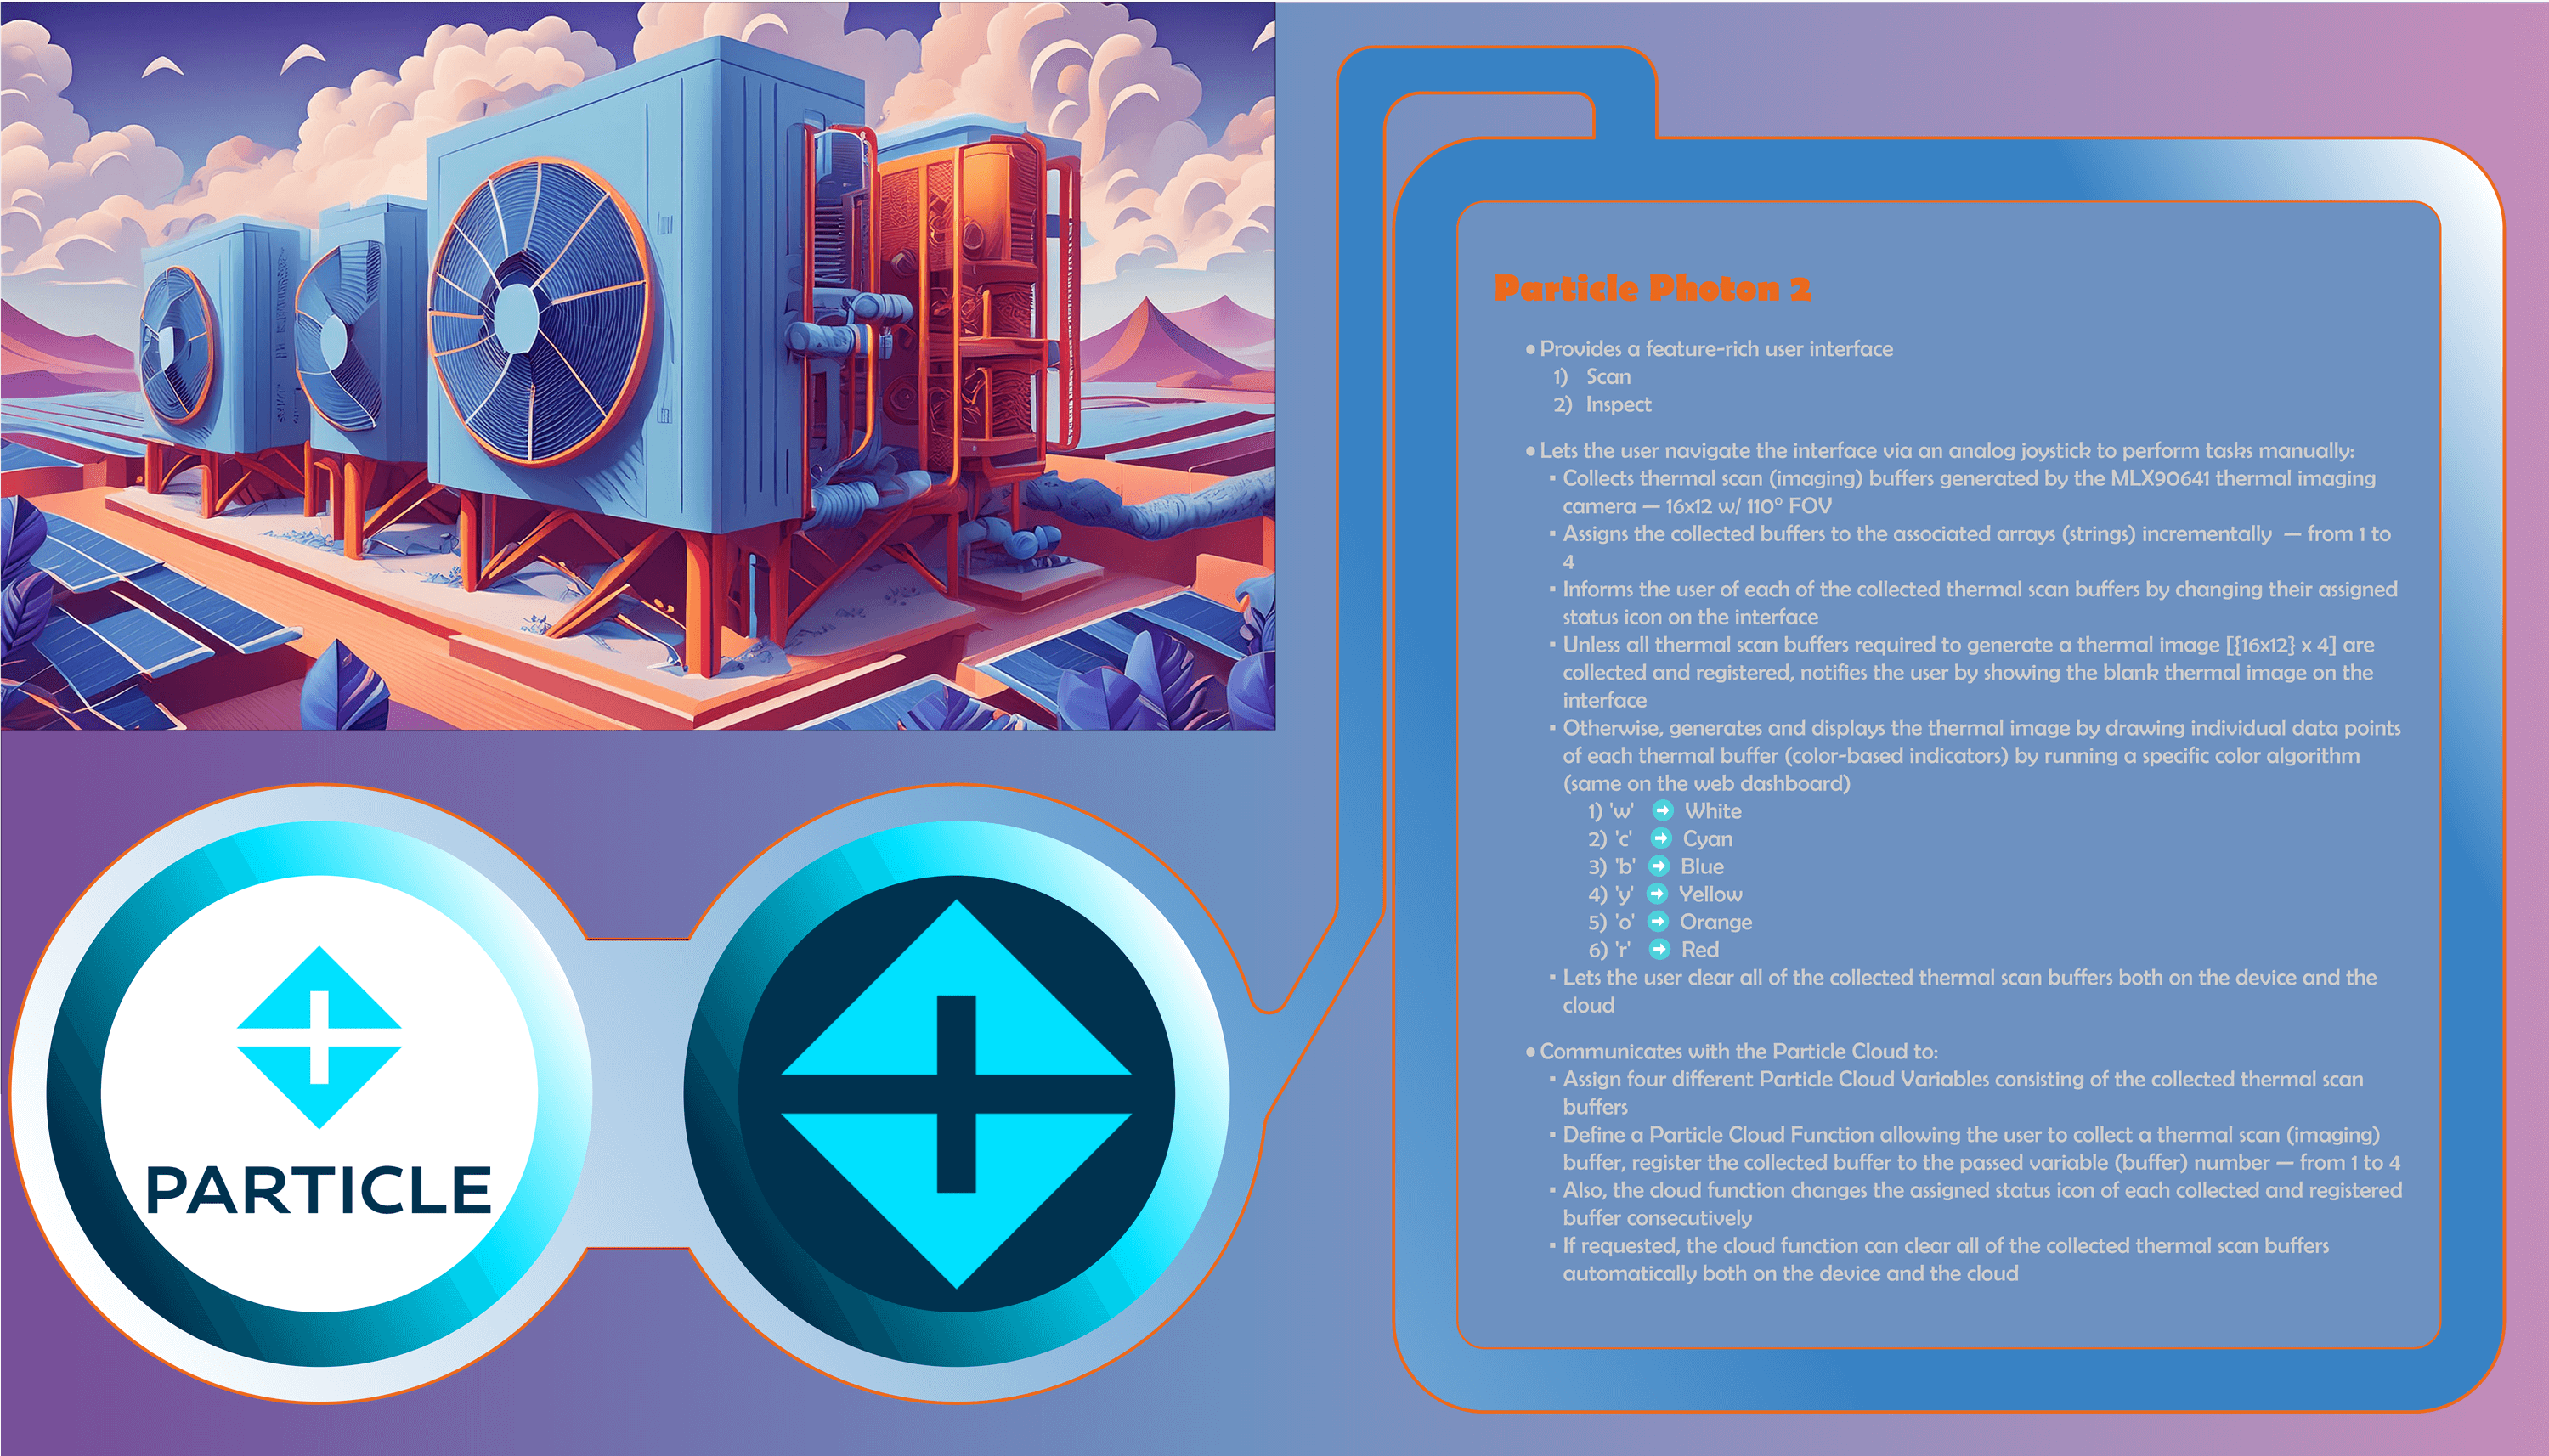 Particle Photon 2
• Provides a feature-rich user interface
1) Scan
2) Inspect
• Lets the user navigate the interface via an analog joystick to perform tasks manually:
▪ Collects thermal scan (imaging) buffers generated by the MLX90641 thermal imaging
camera — 16x12 w/ 110° FOV
▪ Assigns the collected buffers to the associated arrays (strings) incrementally — from 1 to
4
▪ Informs the user of each of the collected thermal scan buffers by changing their assigned
status icon on the interface
▪ Unless all thermal scan buffers required to generate a thermal image [{16x12} x 4] are
collected and registered, notifies the user by showing the blank thermal image on the
interface
▪ Otherwise, generates and displays the thermal image by drawing individual data points
of each thermal buffer (color-based indicators) by running a specific color algorithm
(same on the web dashboard)
1) 'w' ➡ White
2) 'c' ➡ Cyan
3) 'b' ➡ Blue
4) 'y' ➡ Yellow
5) 'o' ➡ Orange
6) 'r' ➡ Red
▪ Lets the user clear all of the collected thermal scan buffers both on the device and the
cloud
• Communicates with the Particle Cloud to:
▪ Assign four different Particle Cloud Variables consisting of the collected thermal scan
buffers
▪ Define a Particle Cloud Function allowing the user to collect a thermal scan (imaging)
buffer, register the collected buffer to the passed variable (buffer) number — from 1 to 4
▪ Also, the cloud function changes the assigned status icon of each collected and registered
buffer consecutively
▪ If requested, the cloud function can clear all of the collected thermal scan buffers
automatically both on the device and the cloud
PARTICLE